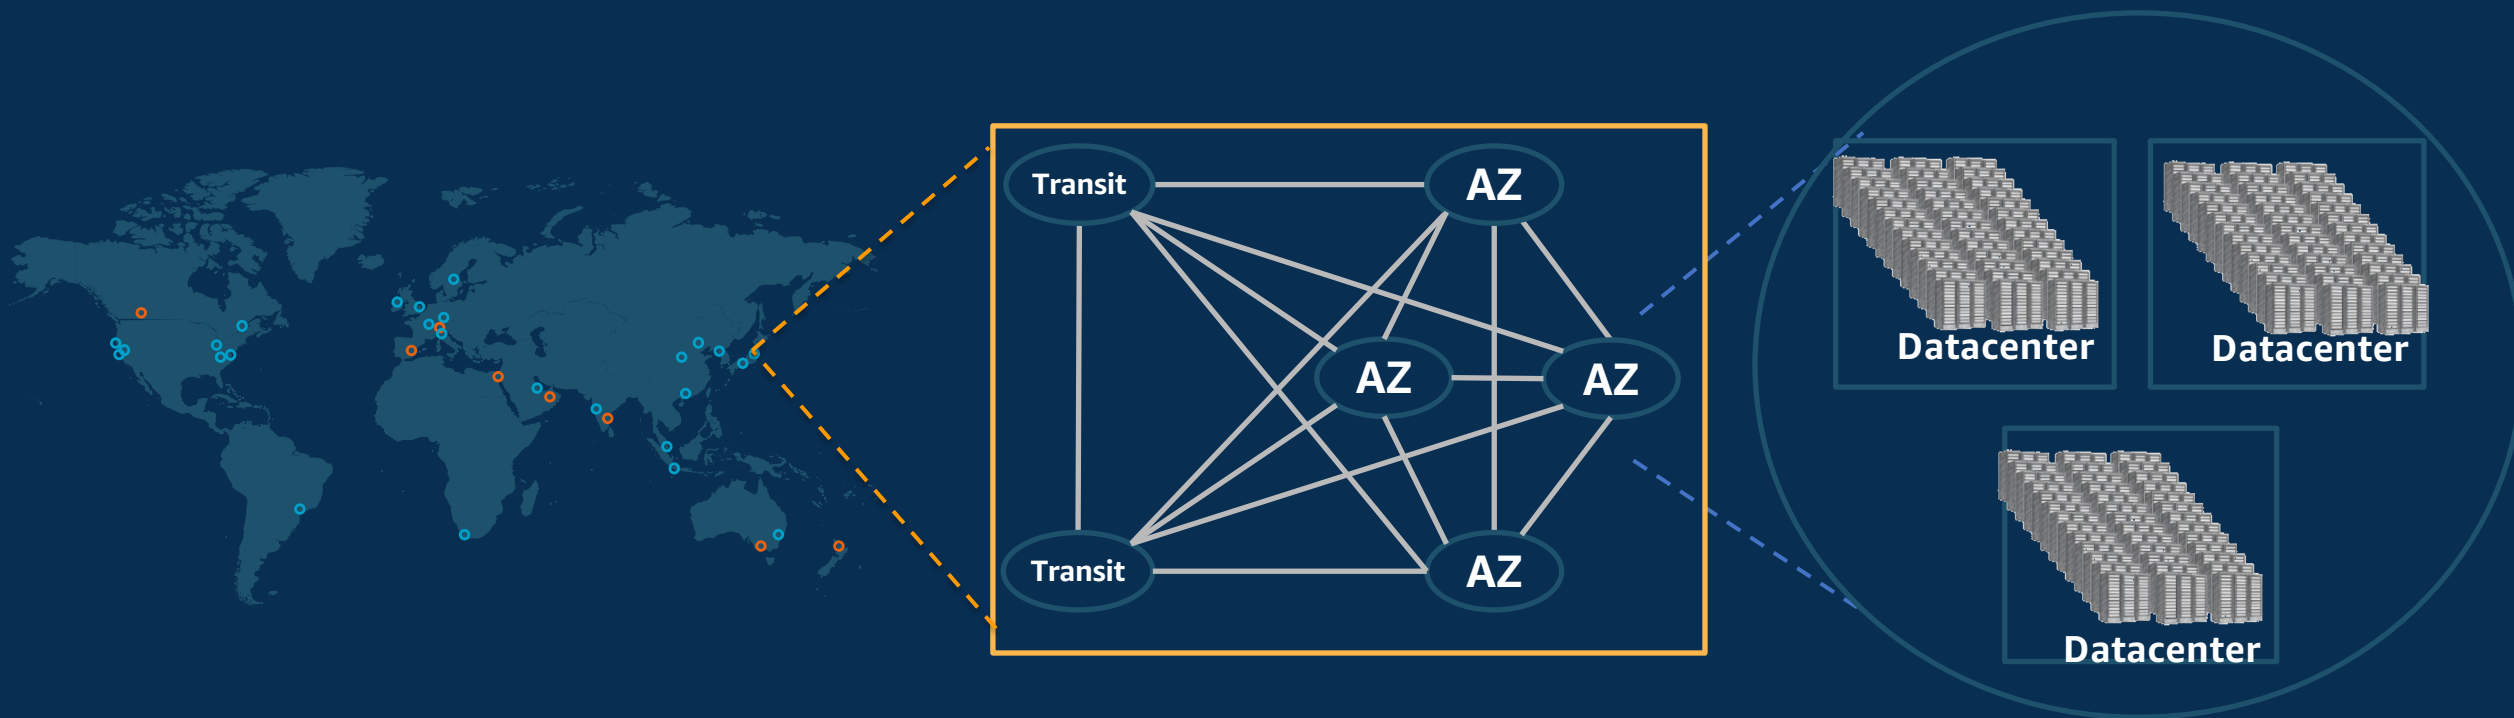 Transit
AZ
AZ
AZ
Transit
AZ
Datacenter
Datacenter
Datacenter